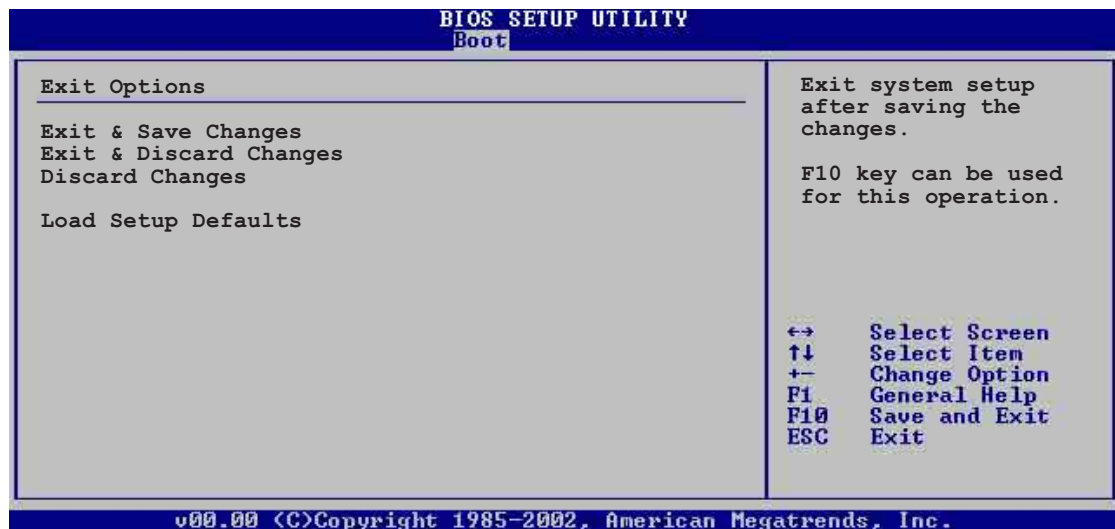 BIOS SETUP UTILITY
Boot
Exit Options
Exit & Save Changes
Exit & Discard Changes
Discard Changes
Load Setup Defaults
Exit system setup
after saving the
changes.
F10 key can be used
for this operation.
↔ Select Screen
↑↓ Select Item
+- Change Option
F1 General Help
F10 Save and Exit
ESC Exit
v00.00 (C)Copyright 1985-2002, American Megatrends, Inc.